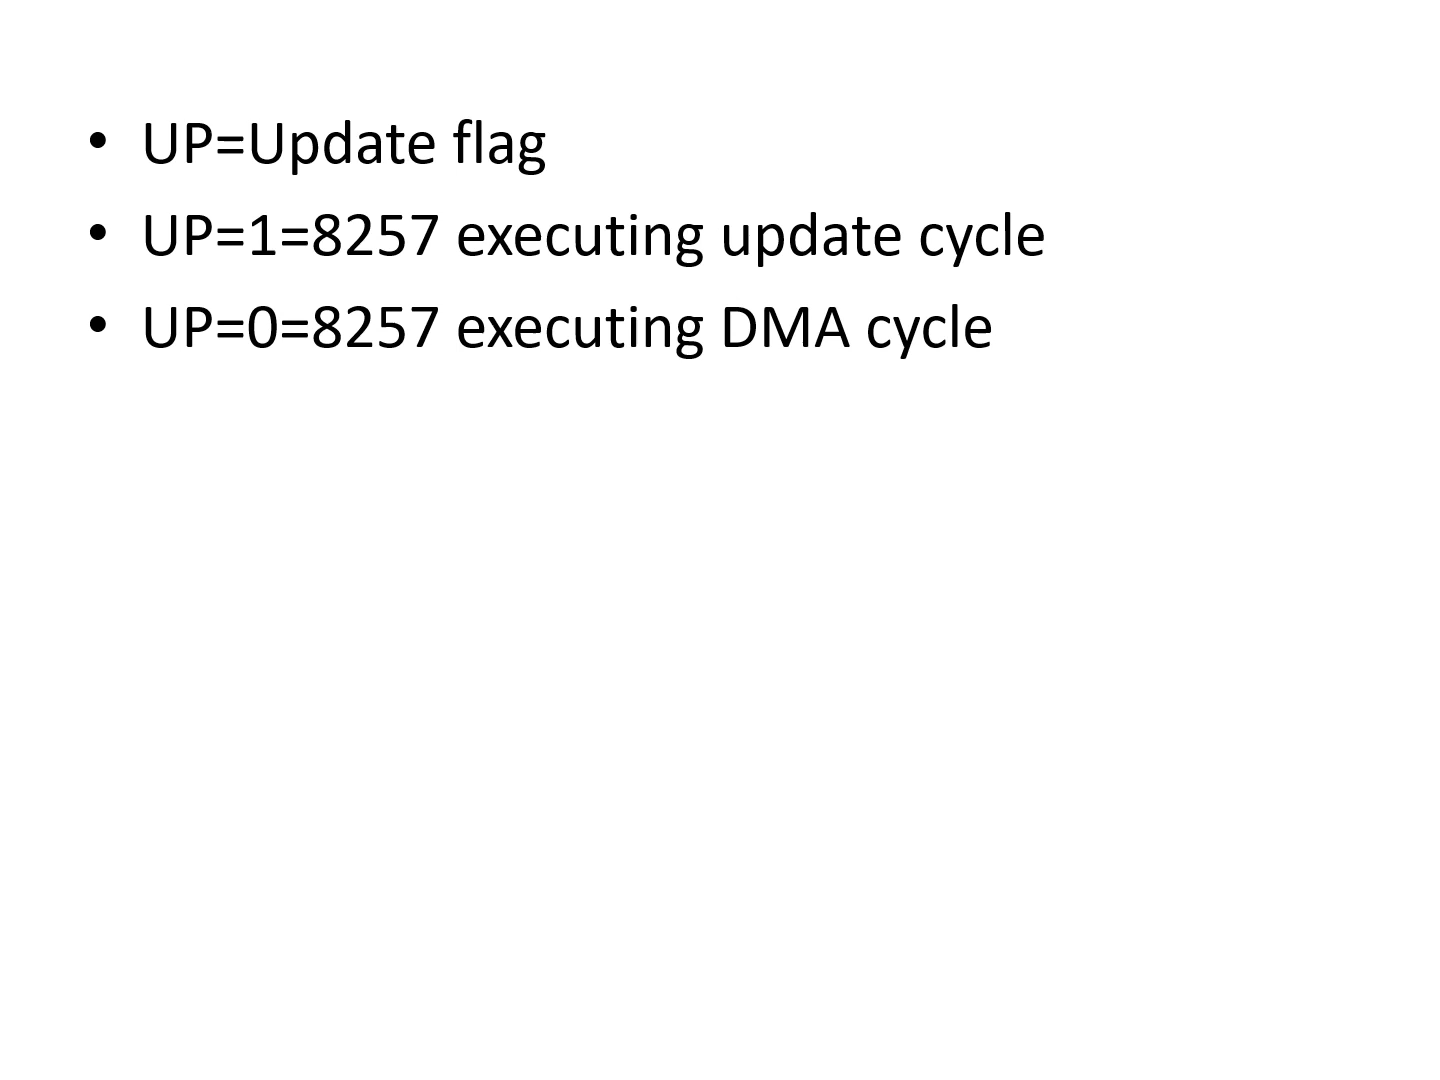 • UP=Update flag
• UP=1=8257 executing update cycle
• UP=0=8257 executing DMA cycle